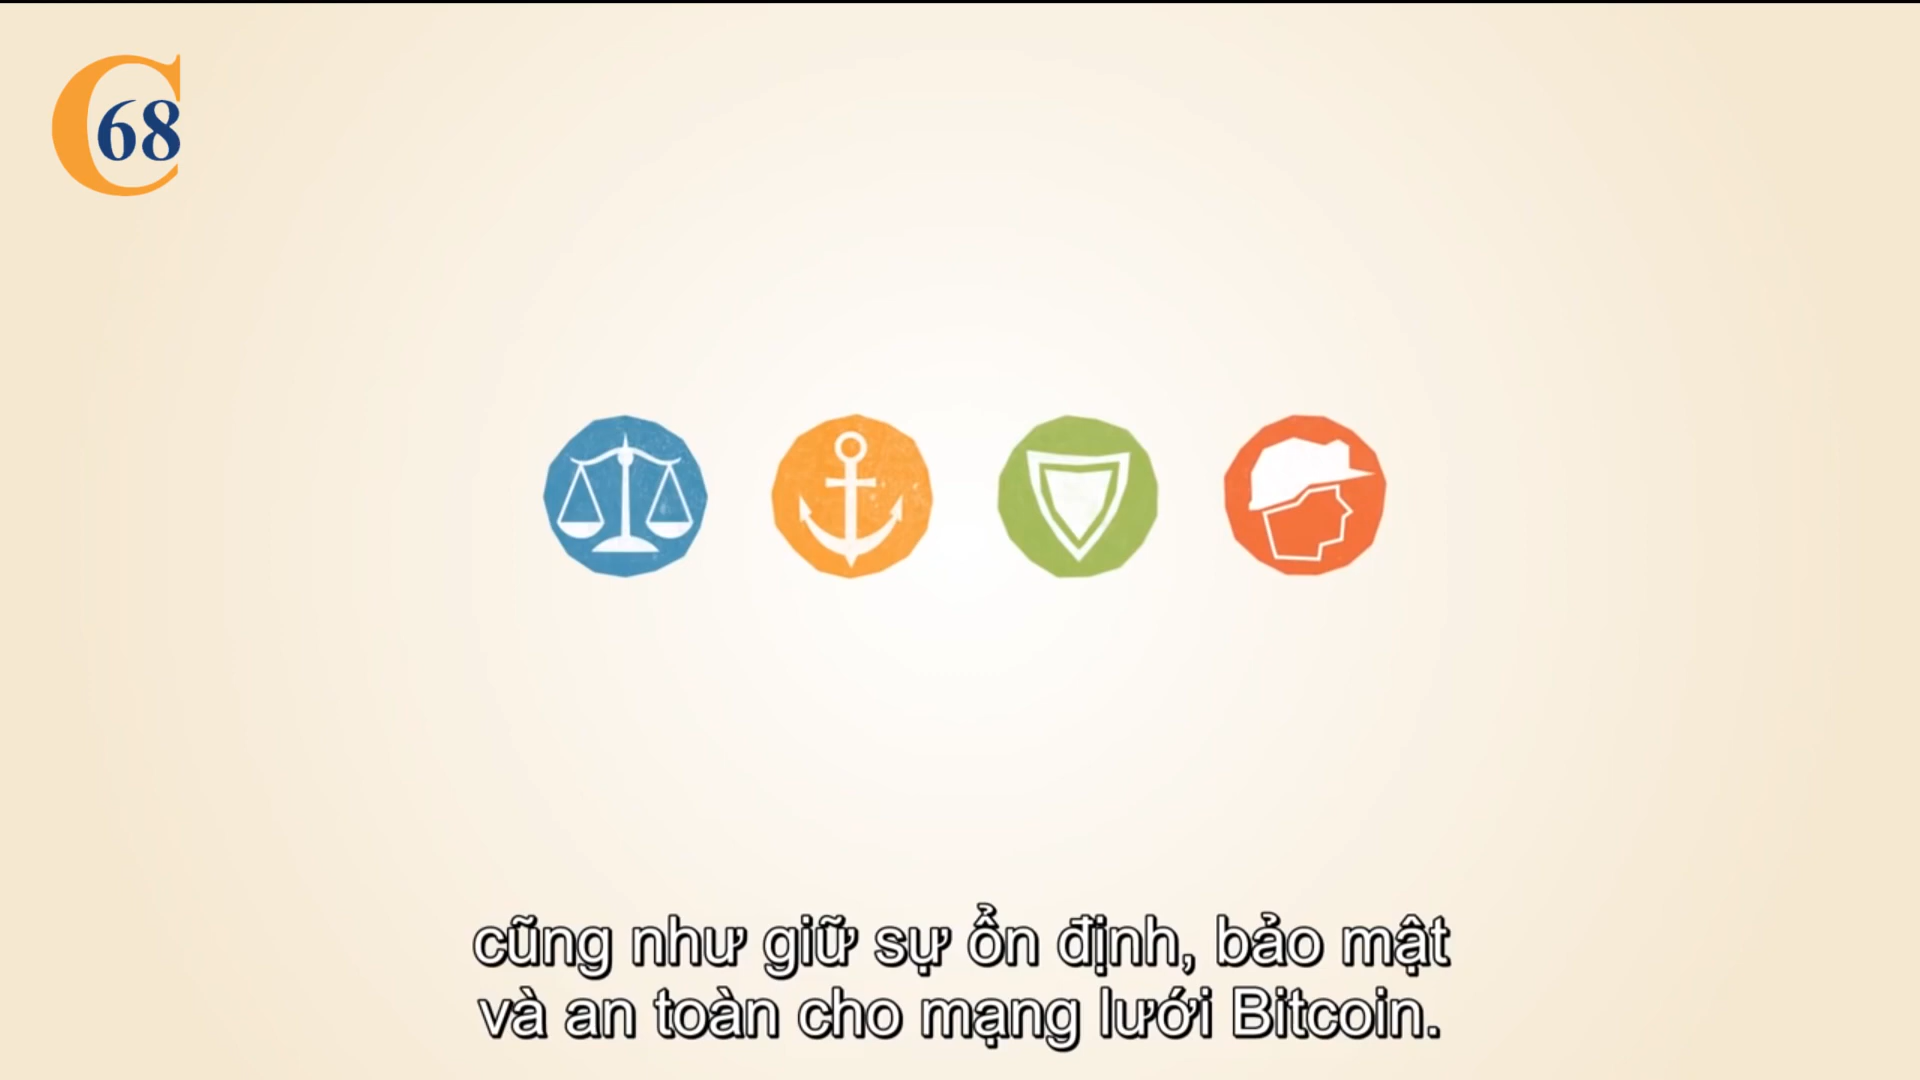 C
68
cũng như giữ sự ổn định, bảo mật
và an toàn cho mạng lưới Bitcoin.